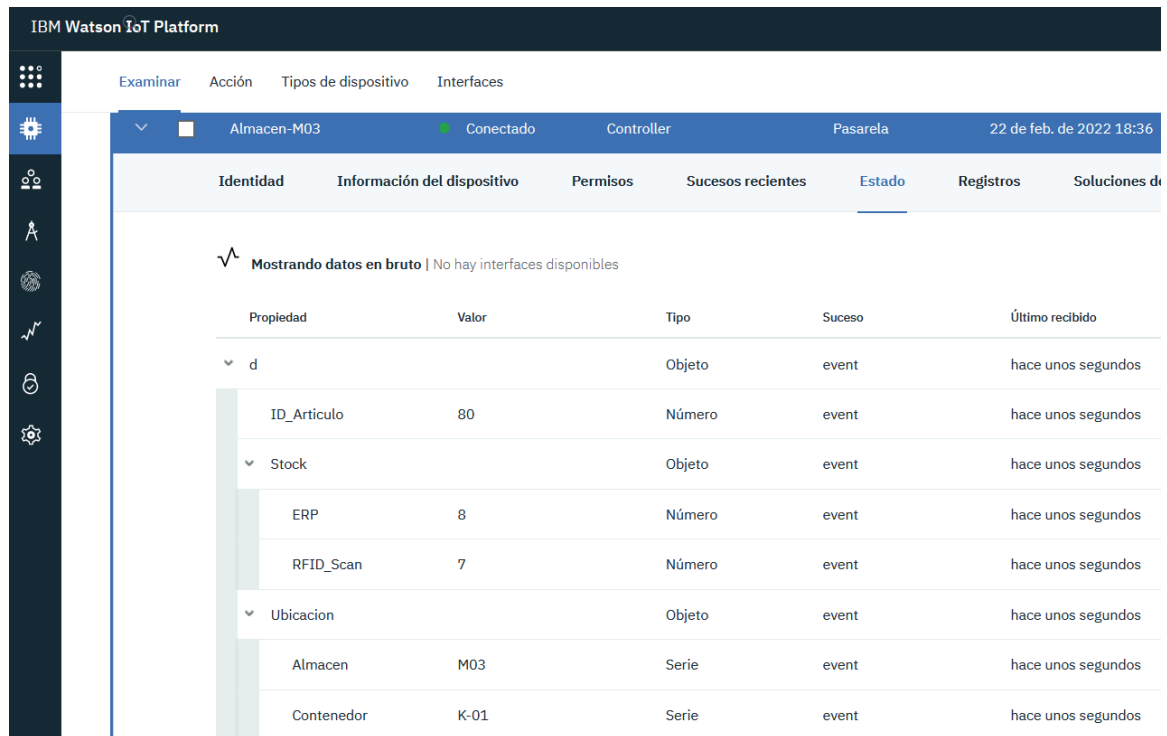 IBM Watson IoT Platform
Examinar Acción Tipos de dispositivo Interfaces
Almacen-M03 Conectado Controller Pasarela 22 de feb. de 2022 18:36
Identidad Información del dispositivo Permisos Sucesos recientes Estado Registros Soluciones de
Mostrando datos en bruto | No hay interfaces disponibles
Propiedad Valor Tipo Suceso Último recibido
d Objeto event hace unos segundos
ID_Articulo 80 Número event hace unos segundos
Stock Objeto event hace unos segundos
ERP 8 Número event hace unos segundos
RFID_Scan 7 Número event hace unos segundos
Ubicacion Objeto event hace unos segundos
Almacen M03 Serie event hace unos segundos
Contenedor K-01 Serie event hace unos segundos